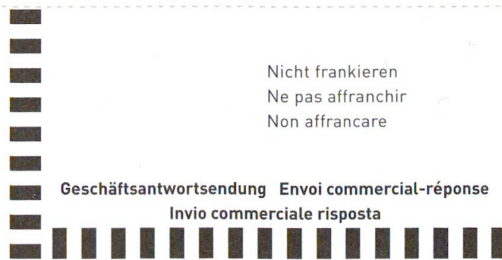 Nicht frankieren
Ne pas affranchir
Non affrancare
Geschäftsantwortsendung Envoi commercial-réponse
Invio commerciale risposta